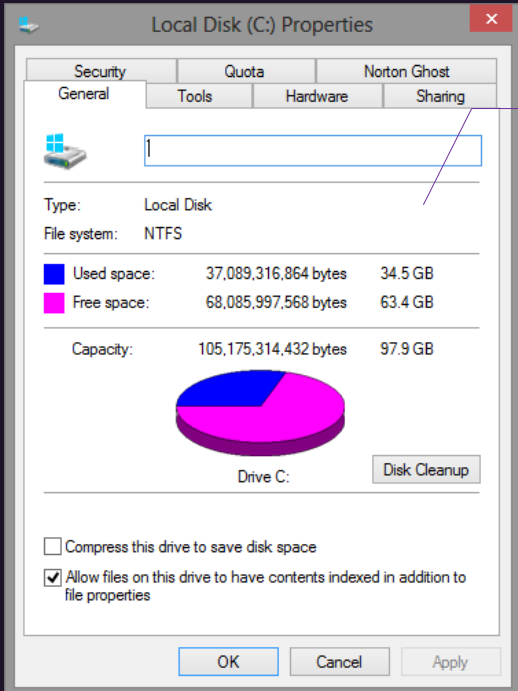 Local Disk (C:) Properties
Security Quota Norton Ghost
General Tools Hardware Sharing
1
Type: Local Disk
File system: NTFS
Used space: 37,089,316,864 bytes 34.5 GB
Free space: 68,085,997,568 bytes 63.4 GB
Capacity: 105,175,314,432 bytes 97.9 GB
Drive C:
Disk Cleanup
Compress this drive to save disk space
Allow files on this drive to have contents indexed in addition to
file properties
OK Cancel Apply